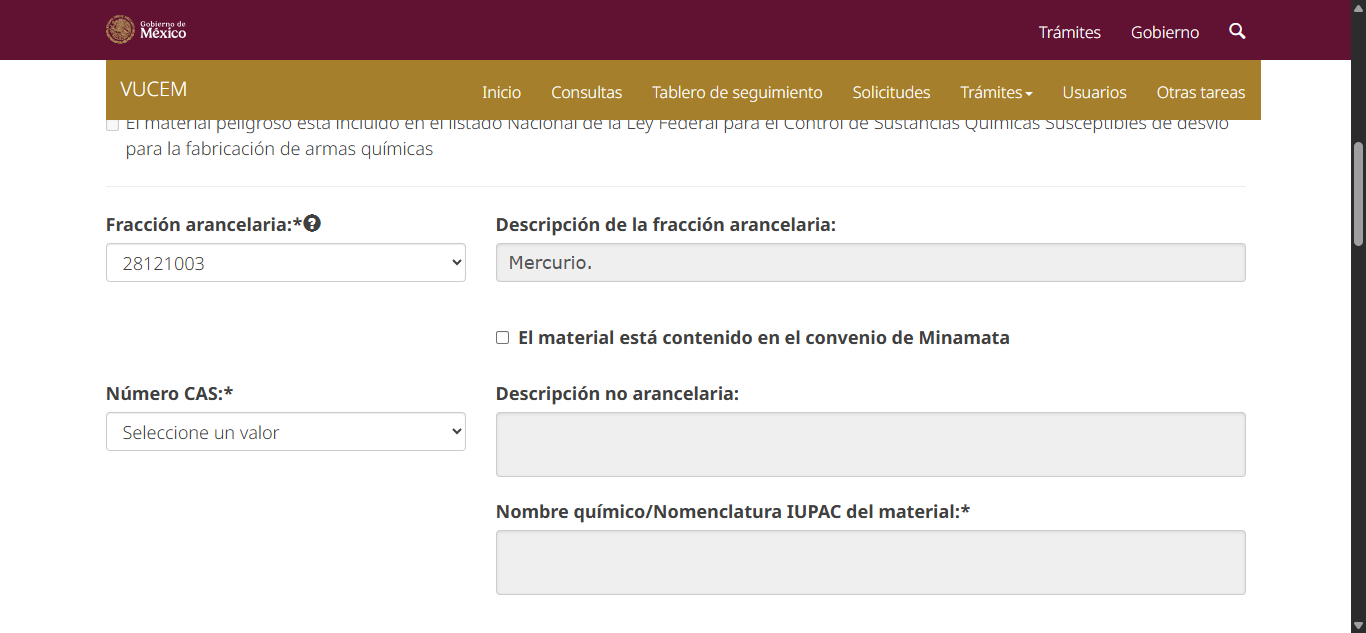 Gobierno de
México
Trámites
Gobierno
VUCEM
Inicio
Consultas
Tablero de seguimiento
Solicitudes
Trámites
Usuarios
Otras tareas
El material peligroso está incluido en el listado Nacional de la Ley Federal para el Control de Sustancias Químicas Susceptibles de desvío
para la fabricación de armas químicas
Fracción arancelaria:*
Descripción de la fracción arancelaria:
28121003
Mercurio.
El material está contenido en el convenio de Minamata
Número CAS:*
Descripción no arancelaria:
Seleccione un valor
Nombre químico/Nomenclatura IUPAC del material:*